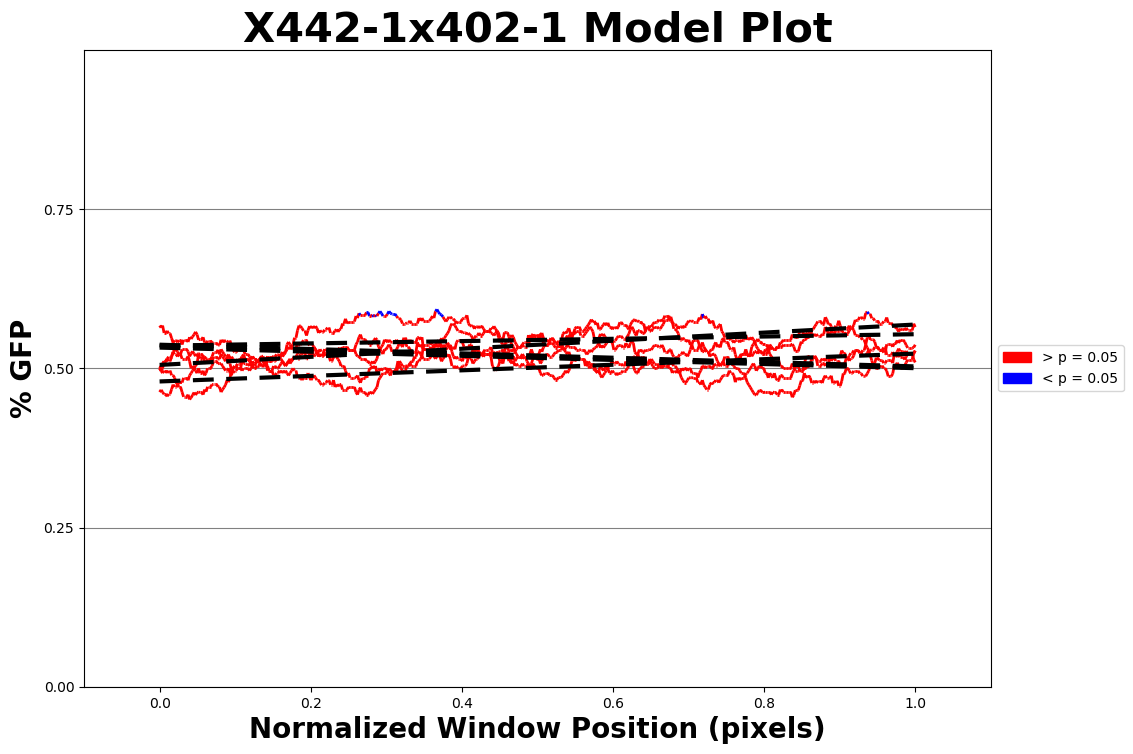 X442-1x402-1 Model Plot
% GFP
0.75
0.50
0.25
0.00
0.0 0.2 0.4 0.6 0.8 1.0
Normalized Window Position (pixels)
> p = 0.05
< p = 0.05